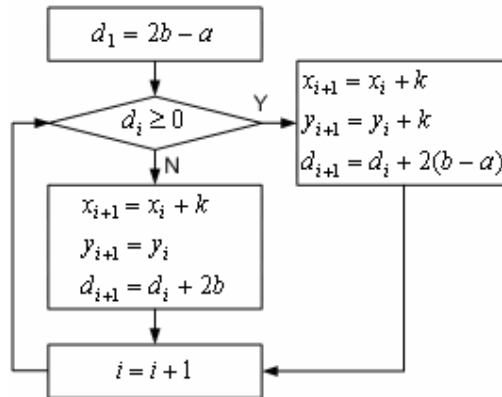 d₁ = 2b − a
dᵢ ≥ 0
Y
N
xᵢ₊₁ = xᵢ + k
yᵢ₊₁ = yᵢ + k
dᵢ₊₁ = dᵢ + 2(b − a)
xᵢ₊₁ = xᵢ + k
yᵢ₊₁ = yᵢ
dᵢ₊₁ = dᵢ + 2b
i = i + 1